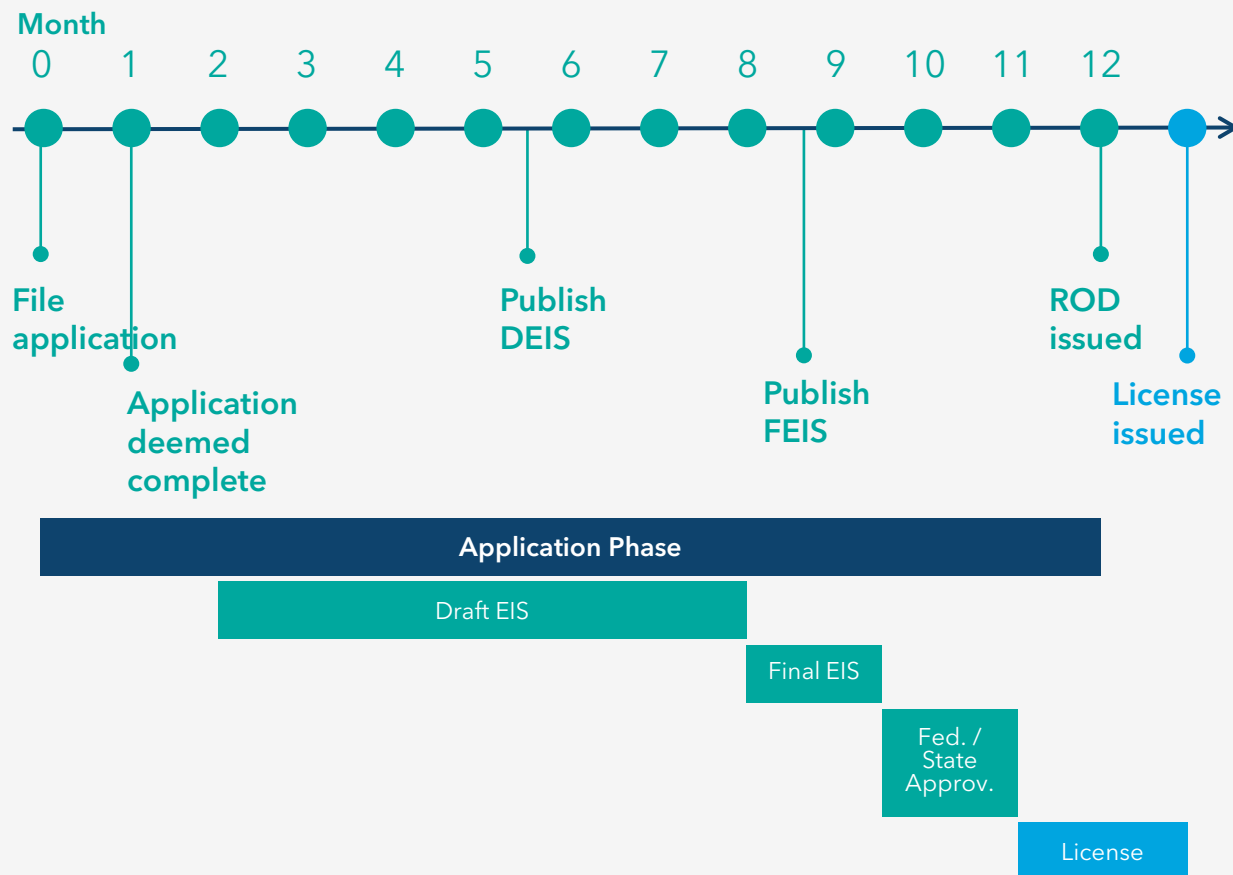 Month
0 1 2 3 4 5 6 7 8 9 10 11 12
File
application
Application
deemed
complete
Publish
DEIS
Publish
FEIS
ROD
issued
License
issued
Application Phase
Draft EIS
Final EIS
Fed. /
State
Approv.
License